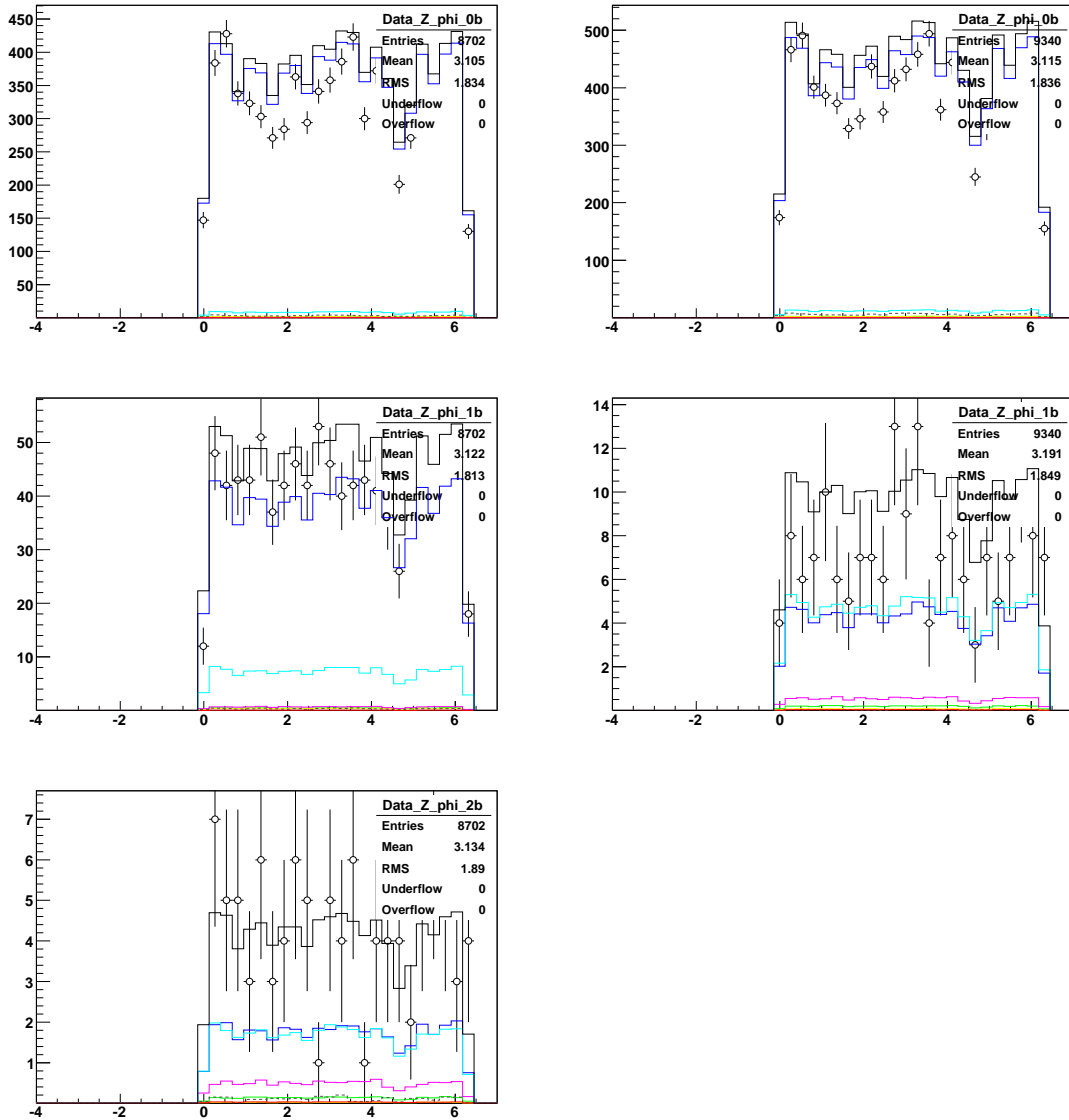 Data_Z_phi_0b
Entries 8702
Mean 3.105
RMS 1.834
Underflow 0
Overflow 0
450
400
350
300
250
200
150
100
50
-4 -2 0 2 4 6
Data_Z_phi_0b
Entries 9340
Mean 3.115
RMS 1.836
Underflow 0
Overflow 0
500
400
300
200
100
-4 -2 0 2 4 6
Data_Z_phi_1b
Entries 8702
Mean 3.122
RMS 1.813
Underflow 0
Overflow 0
50
40
30
20
10
-4 -2 0 2 4 6
Data_Z_phi_1b
Entries 9340
Mean 3.191
RMS 1.849
Underflow 0
Overflow 0
14
12
10
8
6
4
2
-4 -2 0 2 4 6
Data_Z_phi_2b
Entries 8702
Mean 3.134
RMS 1.89
Underflow 0
Overflow 0
7
6
5
4
3
2
1
-4 -2 0 2 4 6